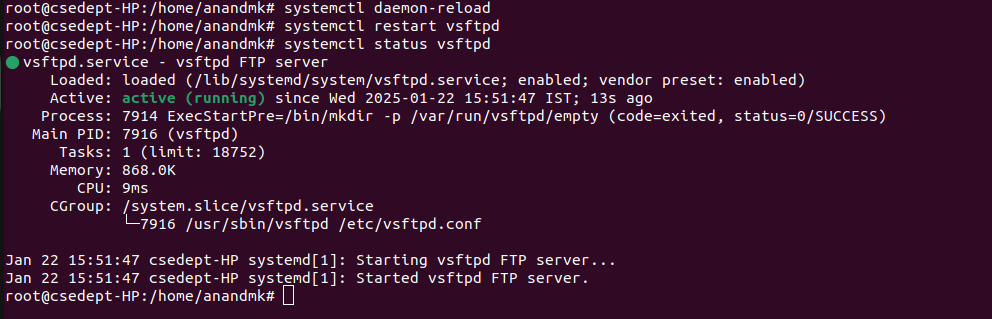 root@csedept-HP:/home/anandmk# systemctl daemon-reload
root@csedept-HP:/home/anandmk# systemctl restart vsftpd
root@csedept-HP:/home/anandmk# systemctl status vsftpd
● vsftpd.service - vsftpd FTP server
     Loaded: loaded (/lib/systemd/system/vsftpd.service; enabled; vendor preset: enabled)
     Active: active (running) since Wed 2025-01-22 15:51:47 IST; 13s ago
    Process: 7914 ExecStartPre=/bin/mkdir -p /var/run/vsftpd/empty (code=exited, status=0/SUCCESS)
   Main PID: 7916 (vsftpd)
      Tasks: 1 (limit: 18752)
     Memory: 868.0K
        CPU: 9ms
     CGroup: /system.slice/vsftpd.service
             └─7916 /usr/sbin/vsftpd /etc/vsftpd.conf

Jan 22 15:51:47 csedept-HP systemd[1]: Starting vsftpd FTP server...
Jan 22 15:51:47 csedept-HP systemd[1]: Started vsftpd FTP server.
root@csedept-HP:/home/anandmk#